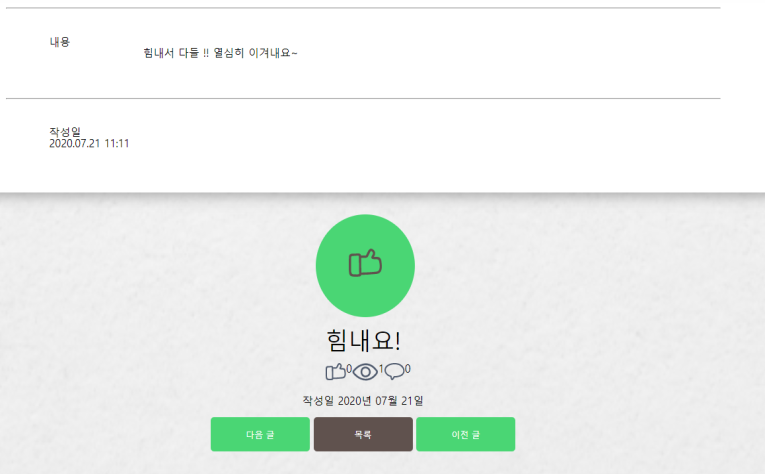 내용
힘내서 다들 !! 열심히 이겨내요~
작성일
2020.07.21 11:11
힘내요!
0 1 0
작성일 2020년 07월 21일
다음 글 목록 이전 글